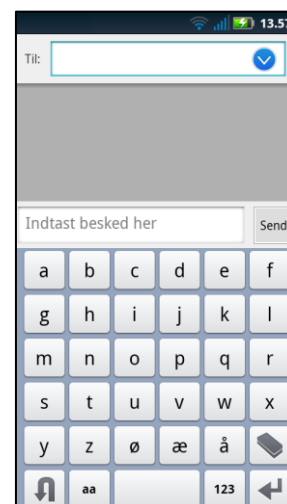 13.57
Til:
Indtast besked her
Send
a b c d e f
g h i j k l
m n o p q r
s t u v w x
y z ø æ å
aa 123